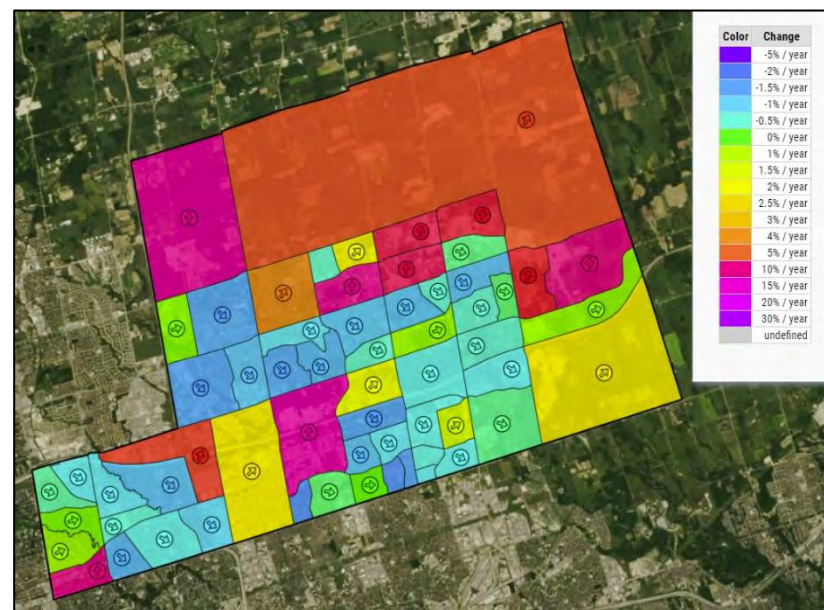 Color Change
-5% / year
-2% / year
-1.5% / year
-1% / year
-0.5% / year
0% / year
1% / year
1.5% / year
2% / year
2.5% / year
3% / year
4% / year
5% / year
10% / year
15% / year
20% / year
30% / year
undefined